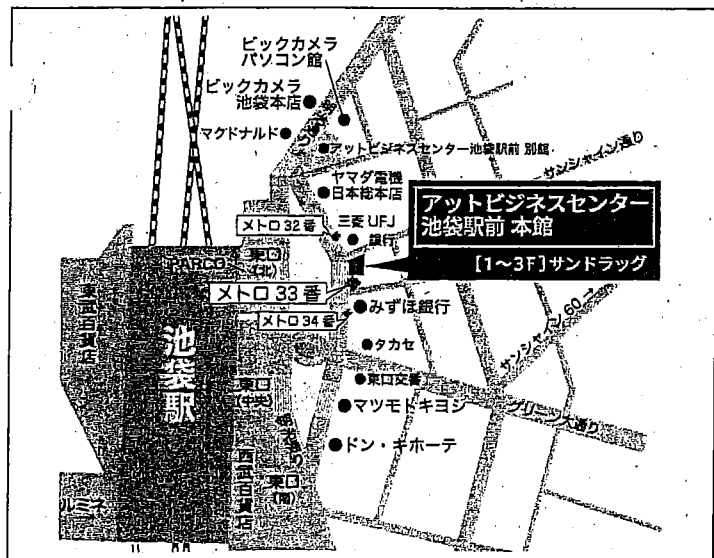 ビックカメラ
パソコン館
ビックカメラ
池袋本店
マクドナルド
アットビジネスセンター池袋駅前 別館
サンシャイン通り
ヤマダ電機
日本総本店
メトロ 32番
三菱 UFJ
銀行
アットビジネスセンター
池袋駅前 本館
[1〜3F]サンドラッグ
PARCO
東口
(北)
メトロ 33番
メトロ 34番
みずほ銀行
サンシャイン 60→
タカセ
東武百貨店
池袋駅
東口
(中央)
東口交番
マツモトキヨシ
グリーン大通り
ドン・キホーテ
西武百貨店
東口
(南)
ルミネ